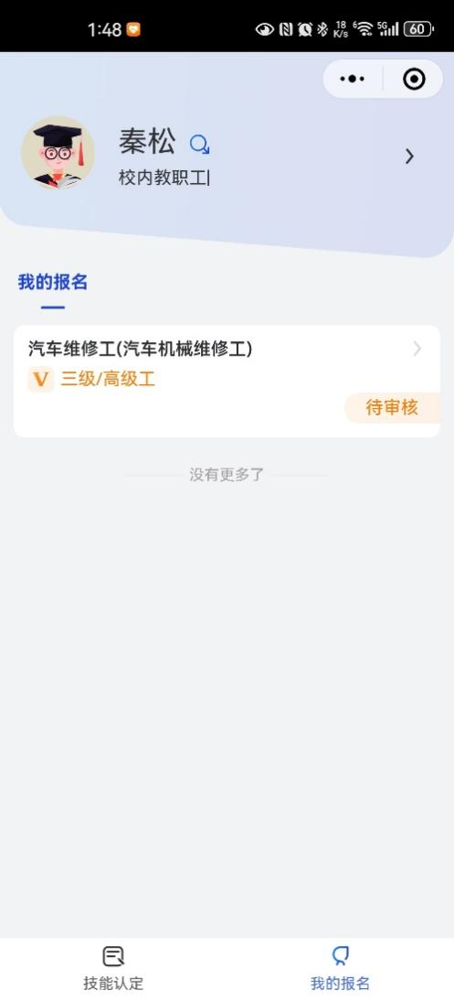 1:48
18 K/s
6
5G
60
秦松
校内教职工|
我的报名
汽车维修工(汽车机械维修工)
V 三级/高级工
待审核
没有更多了
技能认定
我的报名